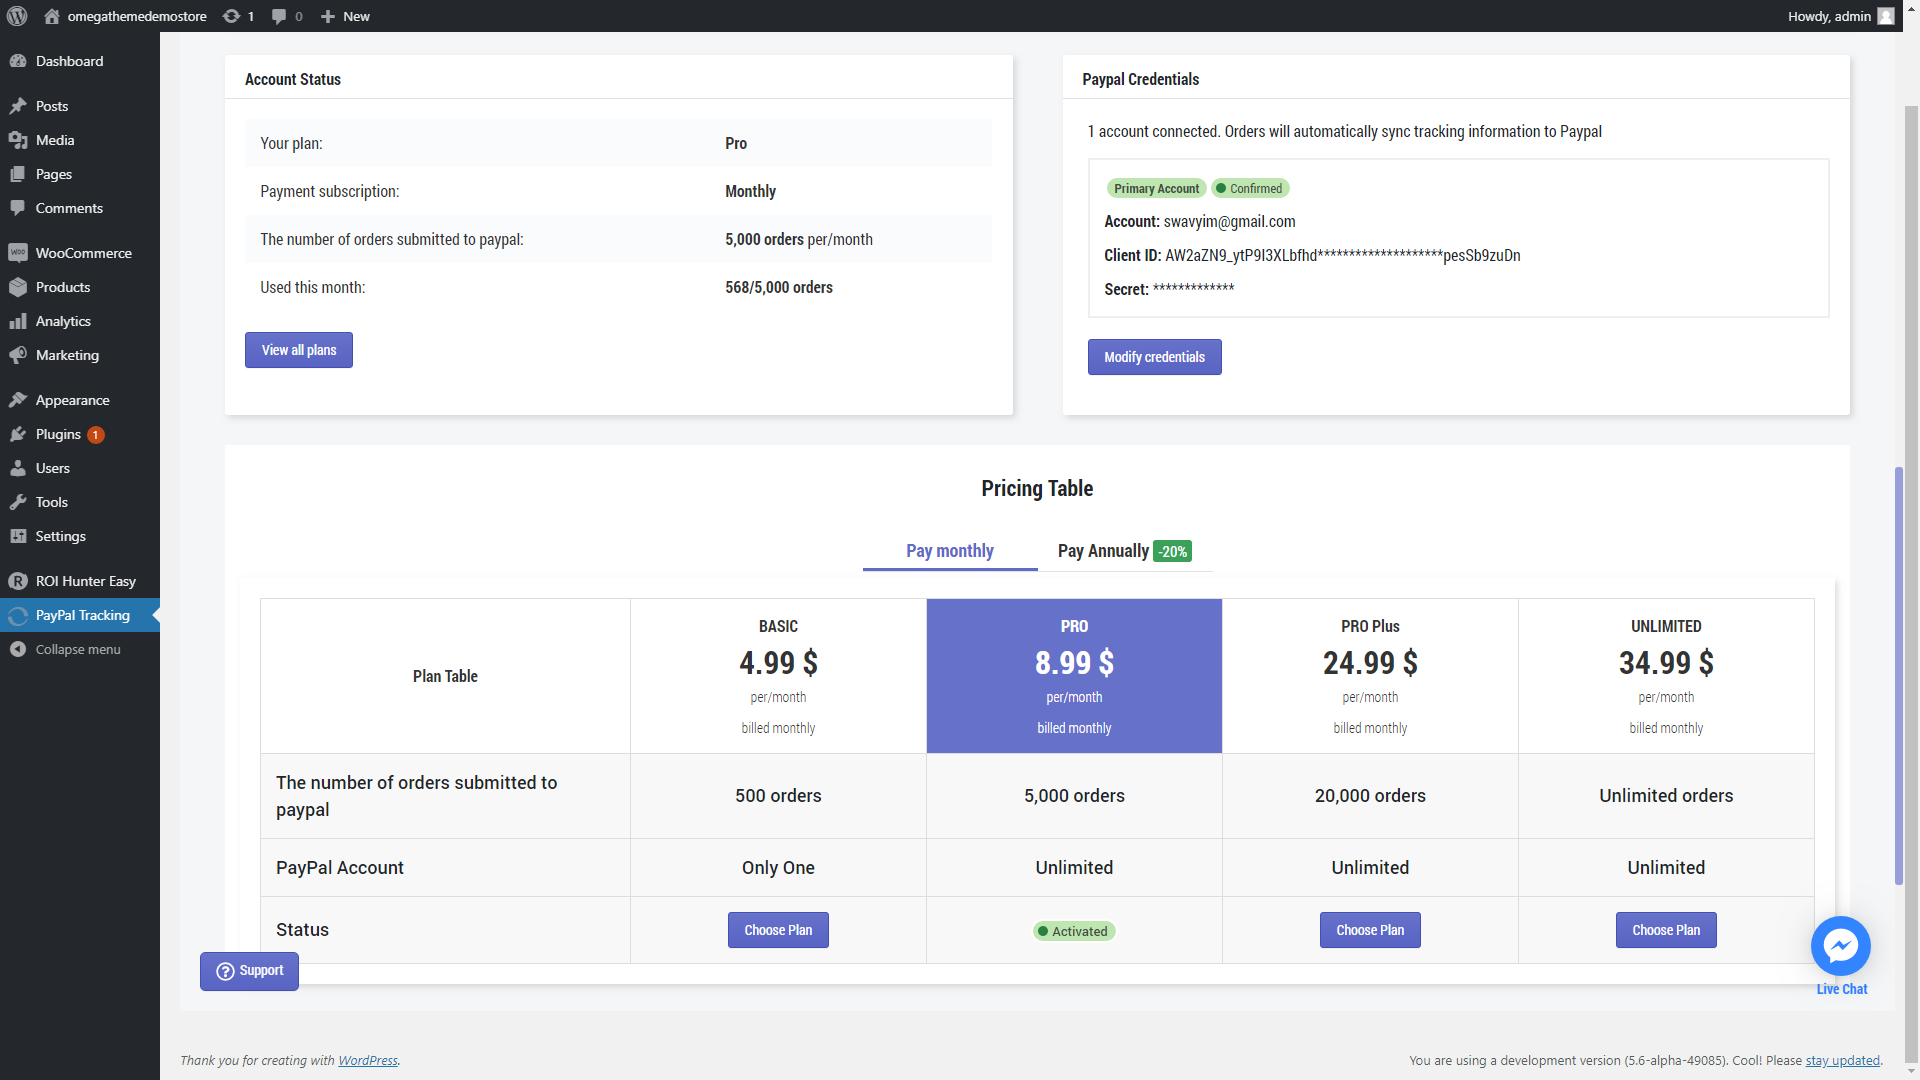 omegathemedemostore 1 0 New Howdy, admin
Dashboard
Posts
Media
Pages
Comments
WooCommerce
Products
Analytics
Marketing
Appearance
Plugins 1
Users
Tools
Settings
ROI Hunter Easy
PayPal Tracking
Collapse menu
Account Status
Your plan: Pro
Payment subscription: Monthly
The number of orders submitted to paypal: 5,000 orders per/month
Used this month: 568/5,000 orders
View all plans
Paypal Credentials
1 account connected. Orders will automatically sync tracking information to Paypal
Primary Account Confirmed
Account: swavyim@gmail.com
Client ID: AW2aZN9_ytP9I3XLbfhd********************pesSb9zuDn
Secret: *************
Modify credentials
Pricing Table
Pay monthly Pay Annually -20%
Plan Table
BASIC
4.99 $
per/month
billed monthly
PRO
8.99 $
per/month
billed monthly
PRO Plus
24.99 $
per/month
billed monthly
UNLIMITED
34.99 $
per/month
billed monthly
The number of orders submitted to
paypal
500 orders 5,000 orders 20,000 orders Unlimited orders
PayPal Account Only One Unlimited Unlimited Unlimited
Status Choose Plan Activated Choose Plan Choose Plan
Support
Live Chat
Thank you for creating with WordPress.
You are using a development version (5.6-alpha-49085). Cool! Please stay updated.